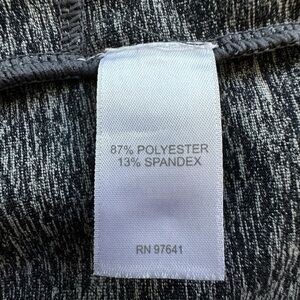 87% POLYESTER
13% SPANDEX
RN 97641